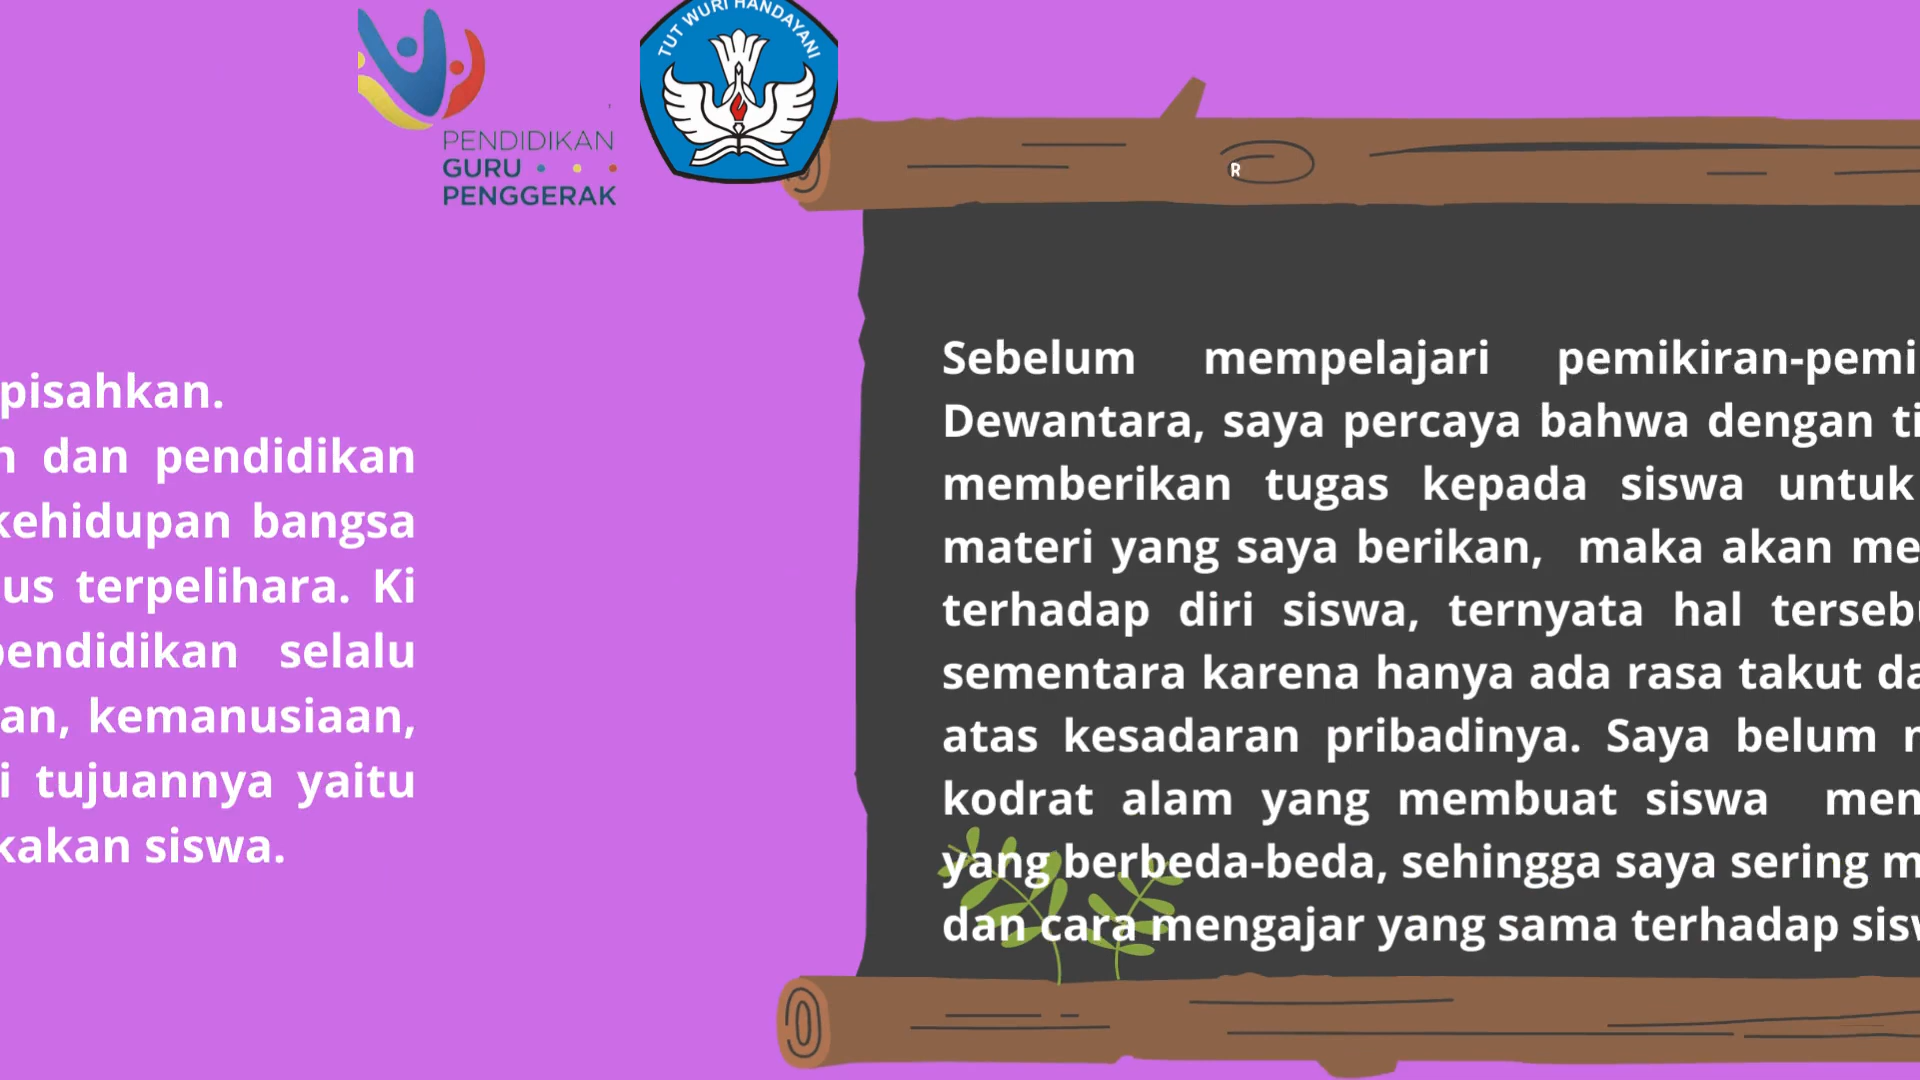 TUT WURI HANDAYANI
PENDIDIKAN
GURU
PENGGERAK
R
pisahkan.
dan pendidikan
kehidupan bangsa
us terpelihara. Ki
pendidikan selalu
an, kemanusiaan,
i tujuannya yaitu
kakan siswa.
Sebelum mempelajari pemikiran-pemi
Dewantara, saya percaya bahwa dengan ti
memberikan tugas kepada siswa untuk
materi yang saya berikan, maka akan me
terhadap diri siswa, ternyata hal tersebu
sementara karena hanya ada rasa takut da
atas kesadaran pribadinya. Saya belum
kodrat alam yang membuat siswa men
yang berbeda-beda, sehingga saya sering m
dan cara mengajar yang sama terhadap sisw